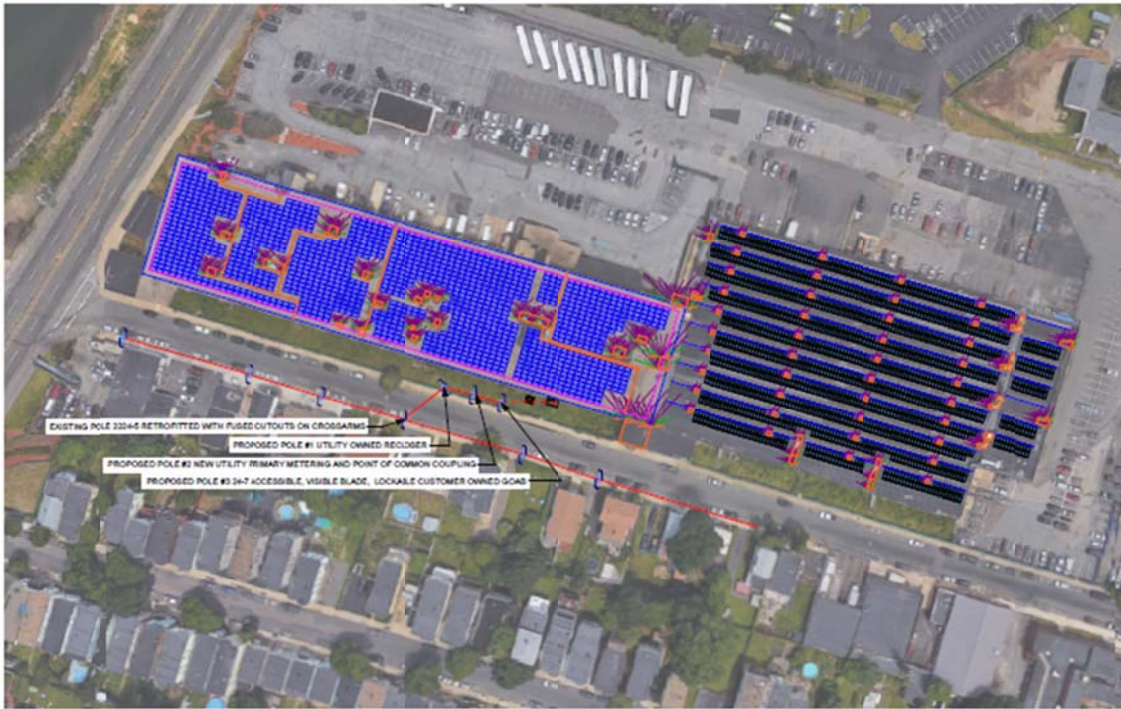 EXISTING POLE 2224-5 RETROFITTED WITH FUSED CUTOUTS ON CROSSARMS
PROPOSED POLE #1 UTILITY OWNED RECLOSER
PROPOSED POLE #2 NEW UTILITY PRIMARY METERING AND POINT OF COMMON COUPLING
PROPOSED POLE #3 24-7 ACCESSIBLE, VISIBLE BLADE, LOCKABLE CUSTOMER OWNED GOAB